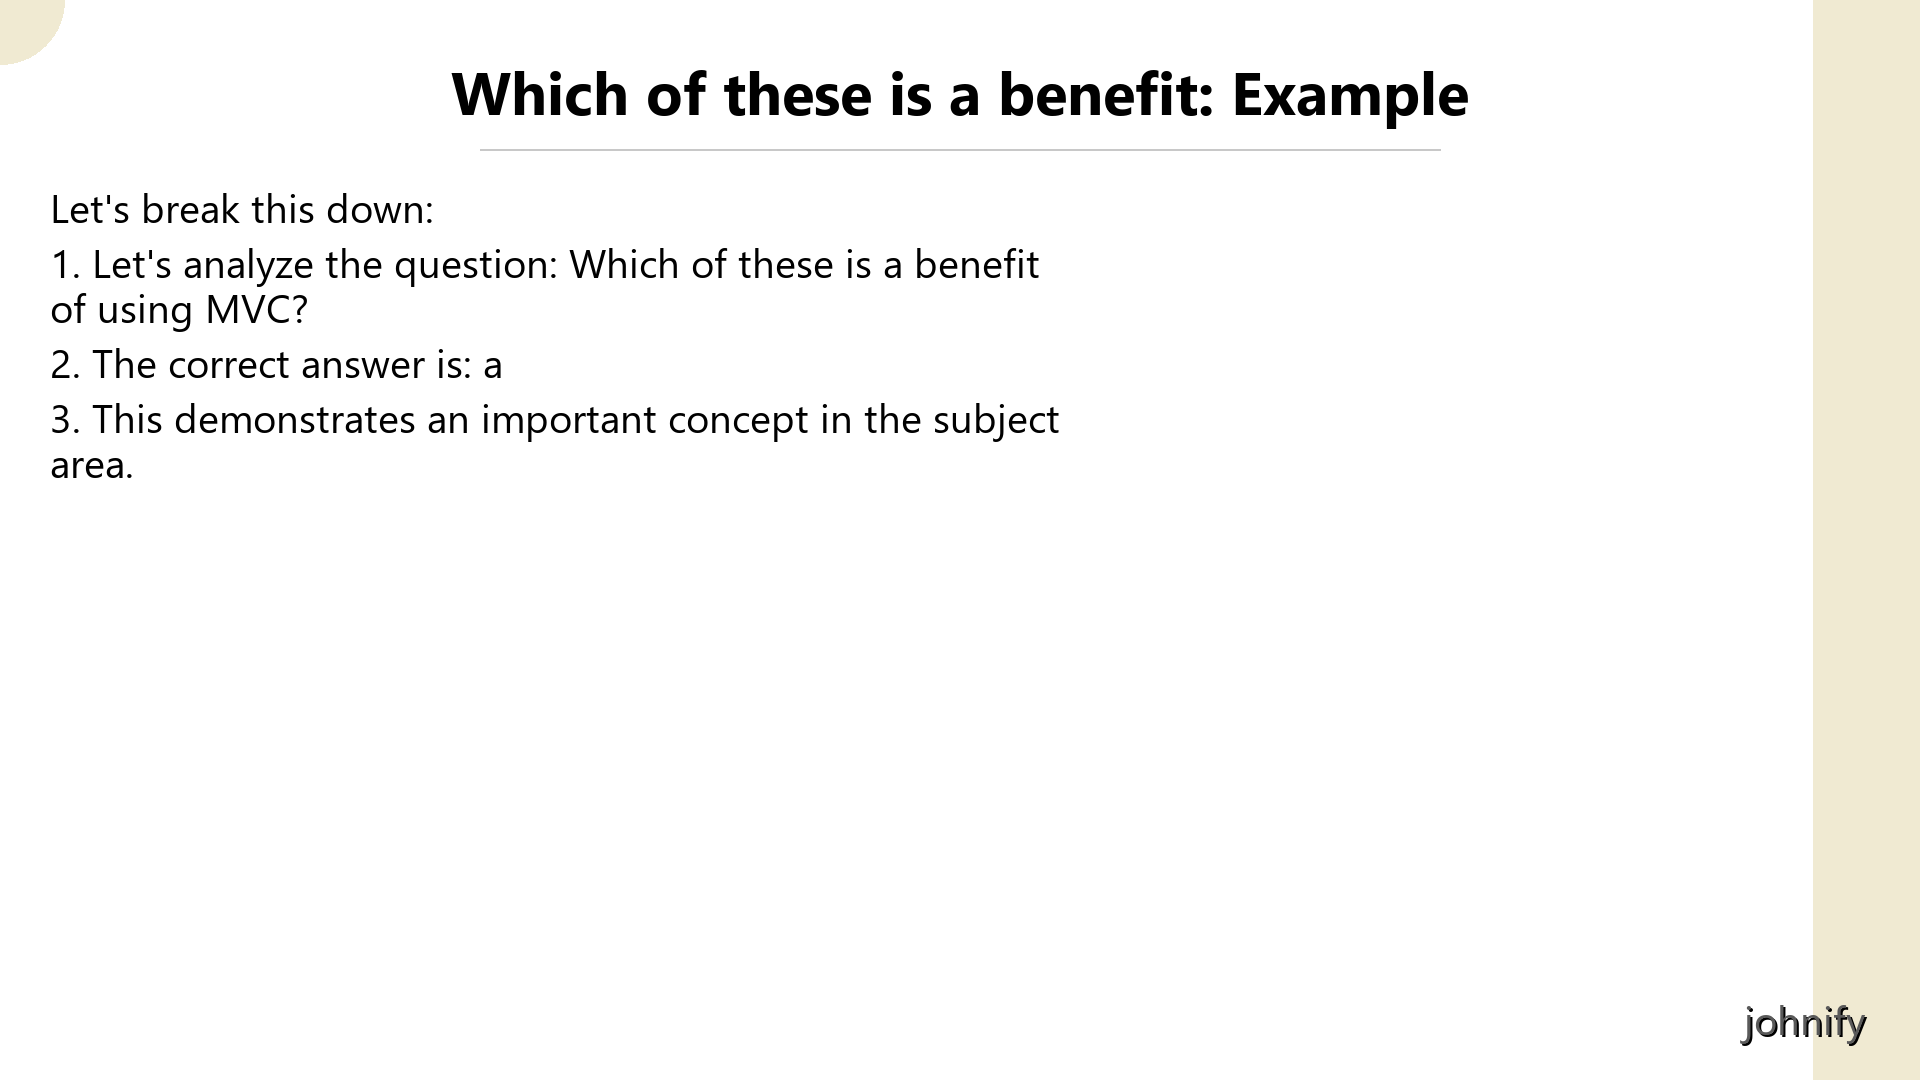 Which of these is a benefit: Example
Let's break this down:
1. Let's analyze the question: Which of these is a benefit
of using MVC?
2. The correct answer is: a
3. This demonstrates an important concept in the subject
area.
johnify